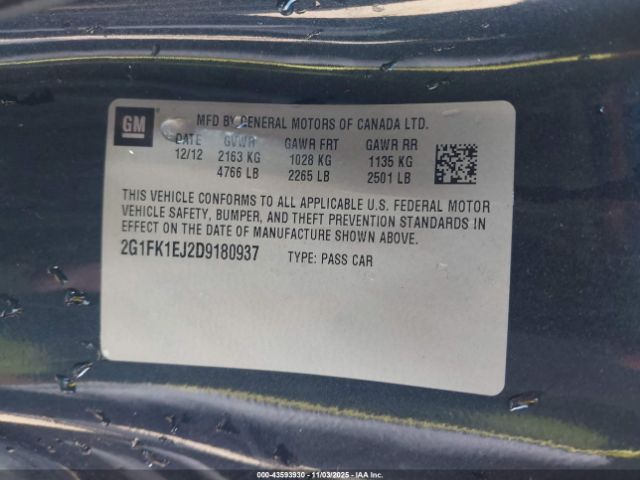 GM
MFD BY GENERAL MOTORS OF CANADA LTD.
DATE GVWR GAWR FRT GAWR RR
12/12 2163 KG 1028 KG 1135 KG
4766 LB 2265 LB 2501 LB
THIS VEHICLE CONFORMS TO ALL APPLICABLE U.S. FEDERAL MOTOR
VEHICLE SAFETY, BUMPER, AND THEFT PREVENTION STANDARDS IN
EFFECT ON THE DATE OF MANUFACTURE SHOWN ABOVE.
2G1FK1EJ2D9180937 TYPE: PASS CAR
000-43593930 - 11/03/2025 - IAA Inc.